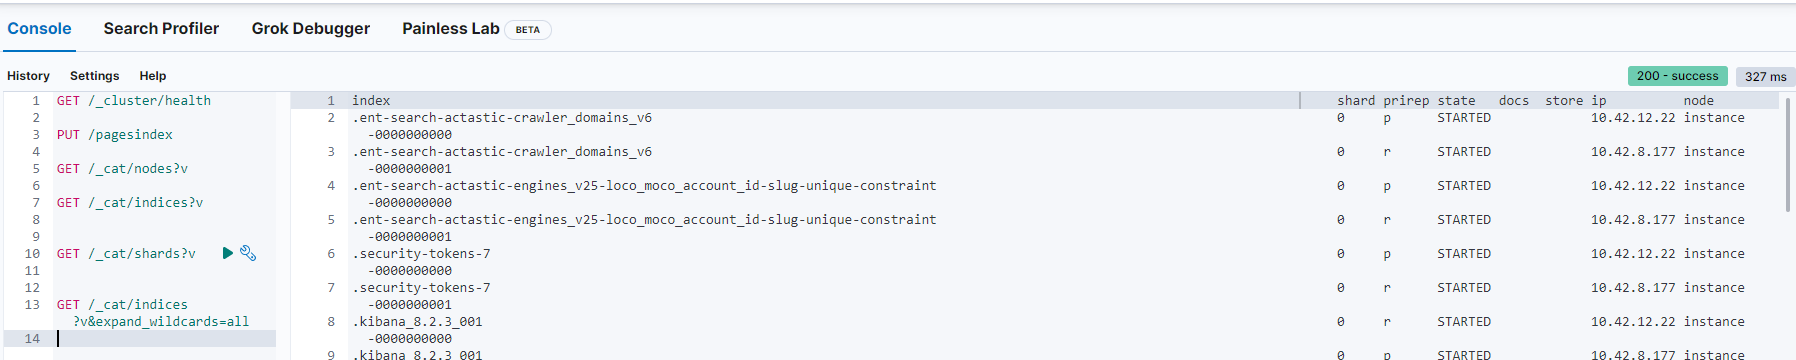 Console Search Profiler Grok Debugger Painless Lab BETA
History Settings Help 200 - success 327 ms
1 GET /_cluster/health
2
3 PUT /pagesindex
4
5 GET /_cat/nodes?v
6
7 GET /_cat/indices?v
8
9
10 GET /_cat/shards?v
11
12
13 GET /_cat/indices
?v&expand_wildcards=all
14
1 index shard prirep state docs store ip node
2 .ent-search-actastic-crawler_domains_v6 0 p STARTED 10.42.12.22 instance
-0000000000
3 .ent-search-actastic-crawler_domains_v6 0 r STARTED 10.42.8.177 instance
-0000000001
4 .ent-search-actastic-engines_v25-loco_moco_account_id-slug-unique-constraint 0 p STARTED 10.42.12.22 instance
-0000000000
5 .ent-search-actastic-engines_v25-loco_moco_account_id-slug-unique-constraint 0 r STARTED 10.42.8.177 instance
-0000000001
6 .security-tokens-7 0 p STARTED 10.42.12.22 instance
-0000000000
7 .security-tokens-7 0 r STARTED 10.42.8.177 instance
-0000000001
8 .kibana_8.2.3_001 0 r STARTED 10.42.12.22 instance
-0000000000
9 .kibana_8.2.3_001 0 p STARTED 10.42.8.177 instance